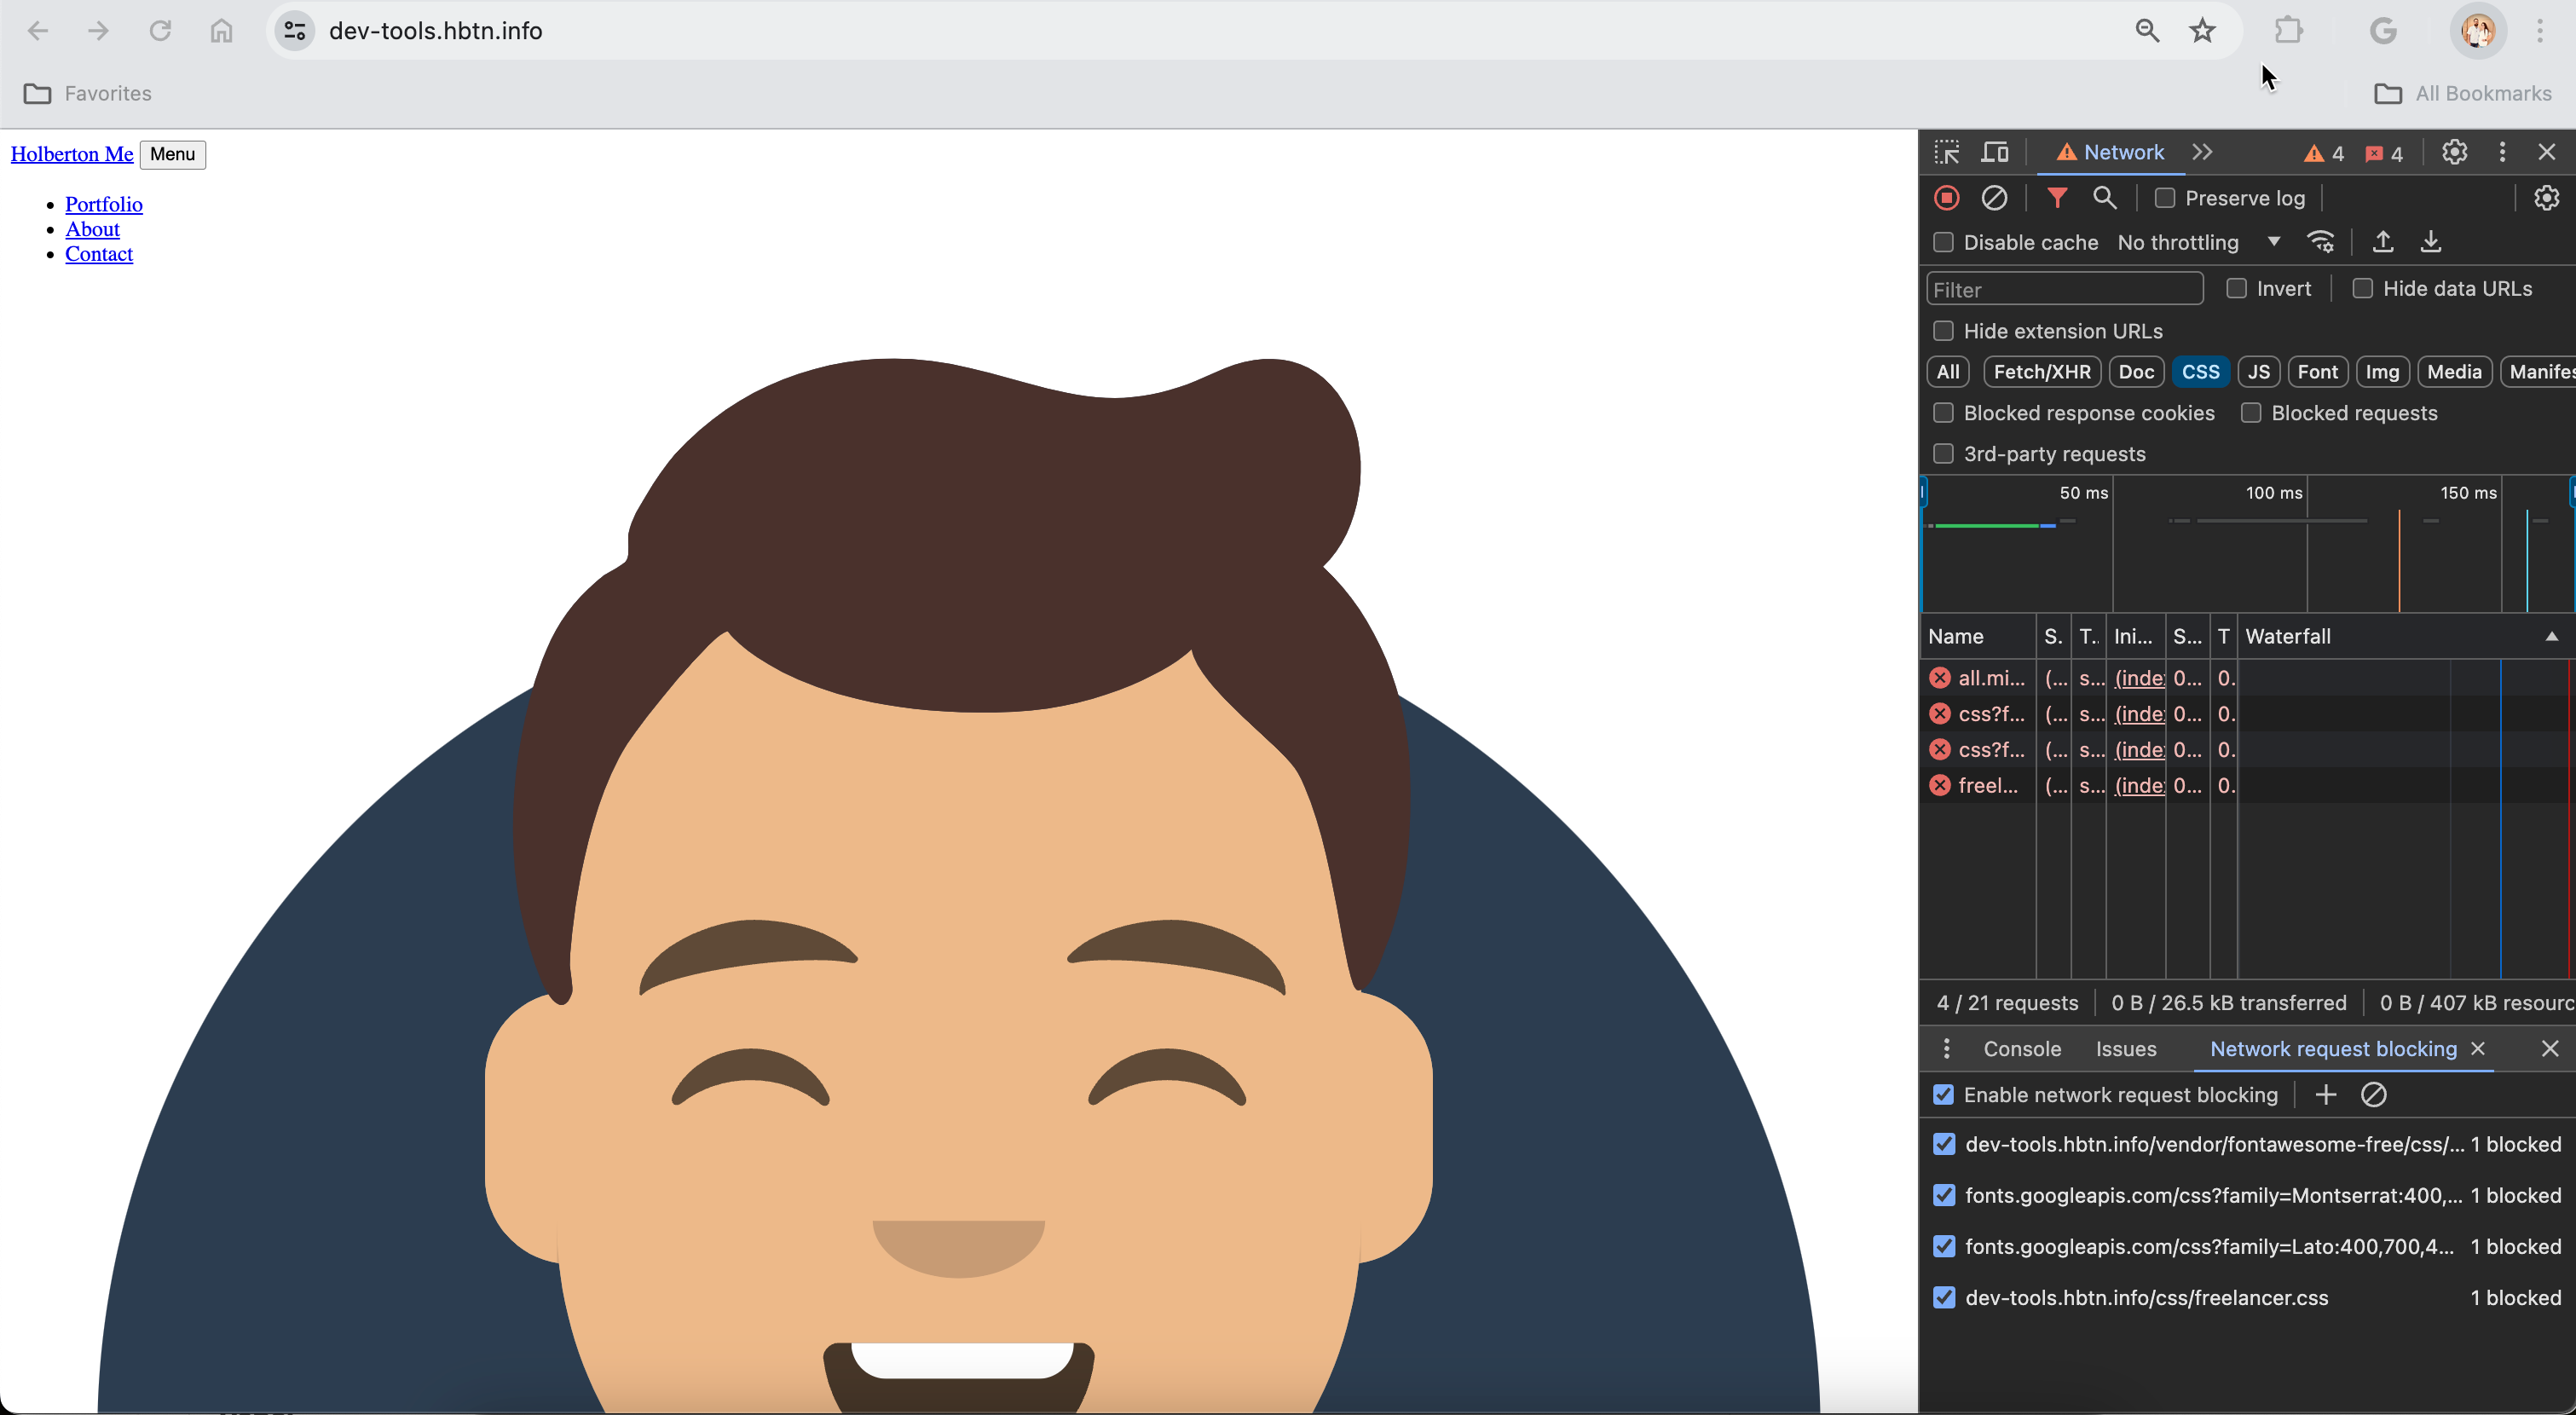 dev-tools.hbtn.info
Favorites
All Bookmarks
Holberton Me Menu
Portfolio
About
Contact
Network 4 4
Preserve log
Disable cache No throttling
Filter Invert Hide data URLs
Hide extension URLs
All Fetch/XHR Doc CSS JS Font Img Media Manifes
Blocked response cookies Blocked requests
3rd-party requests
50 ms 100 ms 150 ms
Name S. T. Ini... S... T Waterfall
all.mi... (... s... (inde 0... 0.
css?f... (... s... (inde 0... 0.
css?f... (... s... (inde 0... 0.
freel... (... s... (inde 0... 0.
4 / 21 requests 0 B / 26.5 kB transferred 0 B / 407 kB resourc
Console Issues Network request blocking
Enable network request blocking
dev-tools.hbtn.info/vendor/fontawesome-free/css/... 1 blocked
fonts.googleapis.com/css?family=Montserrat:400,... 1 blocked
fonts.googleapis.com/css?family=Lato:400,700,4... 1 blocked
dev-tools.hbtn.info/css/freelancer.css 1 blocked